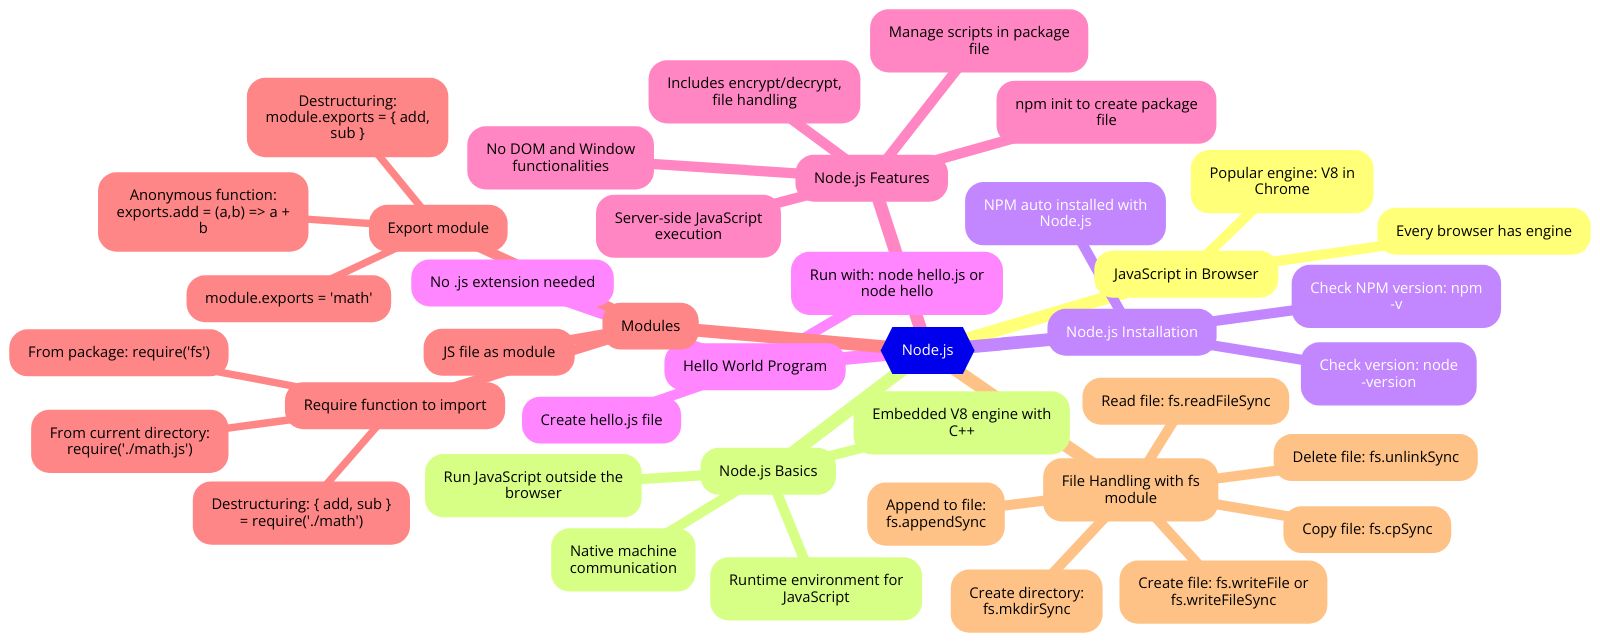 Node.js
Node.js Features
Manage scripts in package
file
Includes encrypt/decrypt,
file handling
npm init to create package
file
No DOM and Window
functionalities
Server-side JavaScript
execution
JavaScript in Browser
Popular engine: V8 in
Chrome
Every browser has engine
Node.js Installation
NPM auto installed with
Node.js
Check NPM version: npm
-v
Check version: node
-version
File Handling with fs
module
Read file: fs.readFileSync
Delete file: fs.unlinkSync
Copy file: fs.cpSync
Create file: fs.writeFile or
fs.writeFileSync
Create directory:
fs.mkdirSync
Append to file:
fs.appendSync
Node.js Basics
Embedded V8 engine with
C++
Run JavaScript outside the
browser
Native machine
communication
Runtime environment for
JavaScript
Hello World Program
Run with: node hello.js or
node hello
No .js extension needed
Create hello.js file
Modules
JS file as module
Export module
Destructuring:
module.exports = { add,
sub }
Anonymous function:
exports.add = (a,b) => a +
b
module.exports = 'math'
Require function to import
From package: require('fs')
From current directory:
require('./math.js')
Destructuring: { add, sub }
= require('./math')